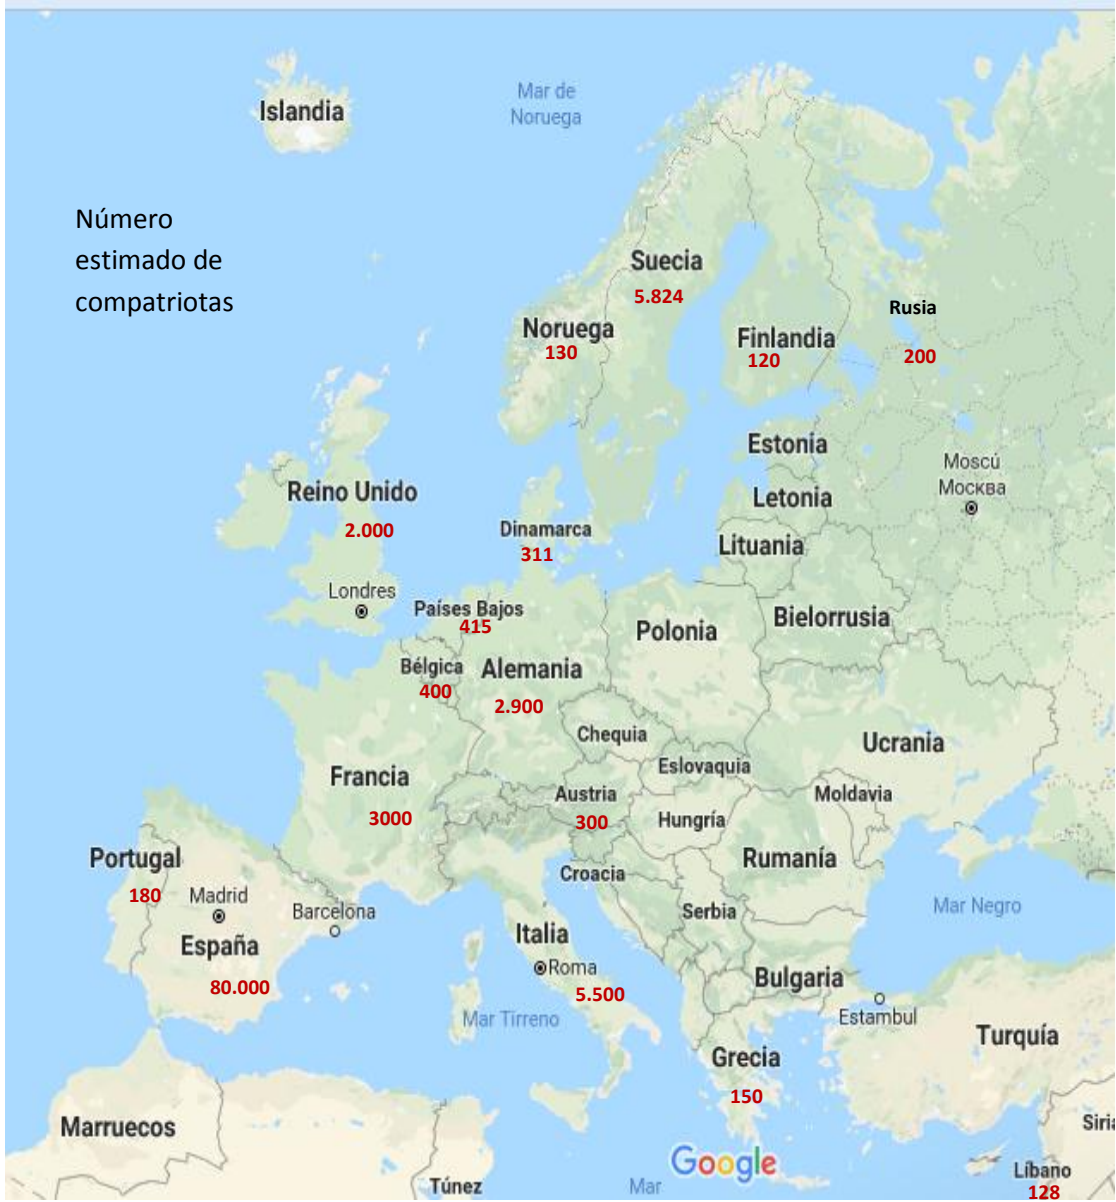 Islandia
Mar de
Noruega
Número
estimado de
compatriotas
Suecia
5.824
Rusia
200
Noruega
130
Finlandia
120
Estonia
Moscú
Москва
Letonia
Reino Unido
2.000
Dinamarca
311
Lituania
Londres
Países Bajos
415
Bielorrusia
Polonia
Bélgica
400
Alemania
2.900
Chequia
Ucrania
Eslovaquia
Francia
3000
Austria
300
Moldavia
Hungría
Portugal
180
Rumanía
Croacia
Madrid
Barcelona
Serbia
Mar Negro
España
80.000
Italia
Roma
5.500
Bulgaria
Estambul
Mar Tirreno
Turquía
Grecia
150
Marruecos
Siria
Google
Líbano
128
Túnez
Mar